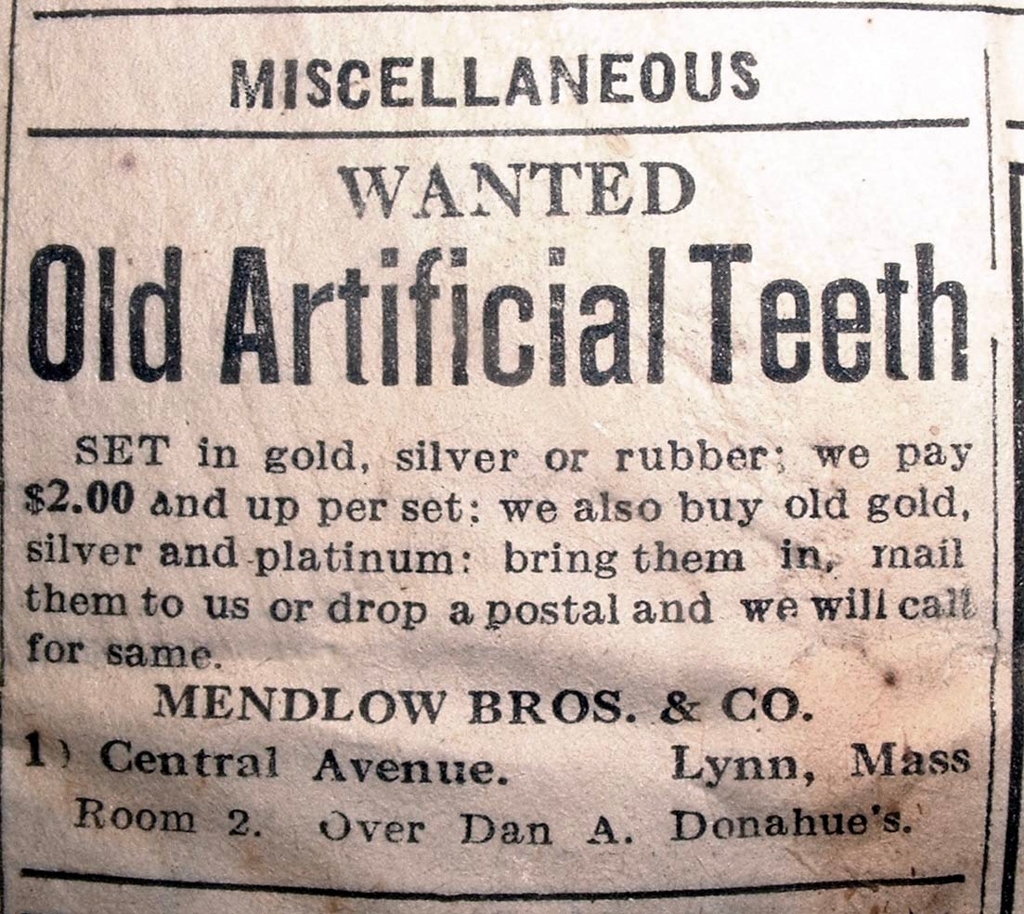 MISCELLANEOUS
WANTED
Old Artificial Teeth
SET in gold, silver or rubber; we pay
$2.00 and up per set: we also buy old gold,
silver and platinum: bring them in, mail
them to us or drop a postal and we will call
for same.
MENDLOW BROS. & CO.
Central Avenue. Lynn, Mass
Room 2. Over Dan A. Donahue's.